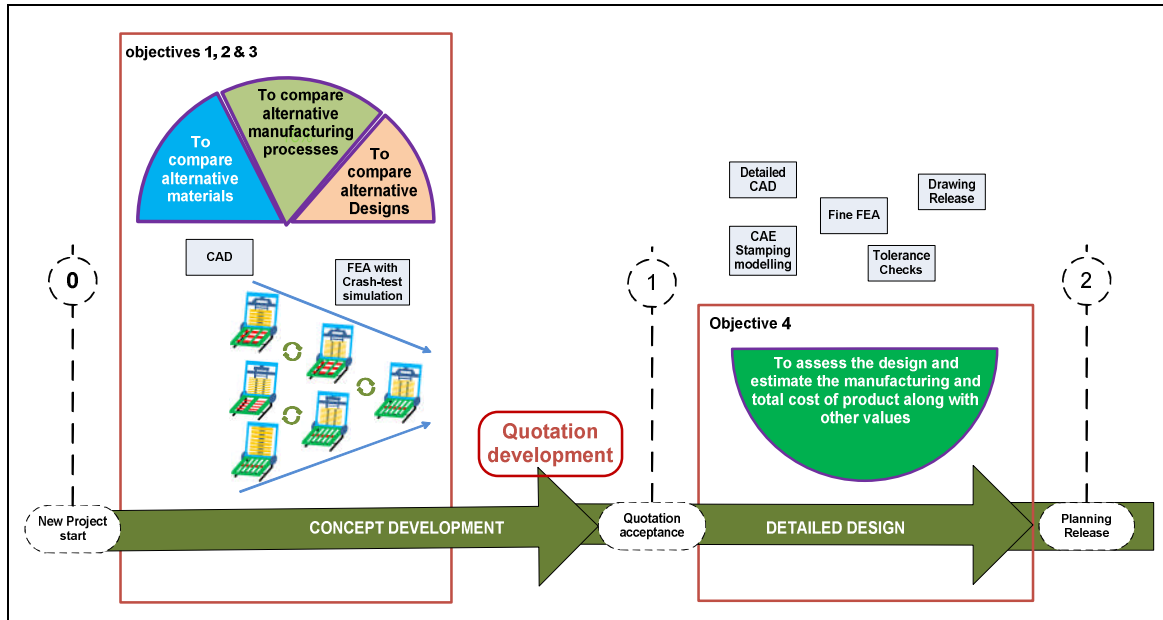 objectives 1, 2 & 3
To
compare
alternative
materials
To compare
alternative
manufacturing
processes
To
compare
alternative
Designs
CAD
FEA with
Crash-test
simulation
0
New Project
start
CONCEPT DEVELOPMENT
Quotation
development
1
Quotation
acceptance
Detailed
CAD
Fine FEA
Drawing
Release
CAE
Stamping
modelling
Tolerance
Checks
Objective 4
To assess the design and
estimate the manufacturing and
total cost of product along with
other values
DETAILED DESIGN
2
Planning
Release